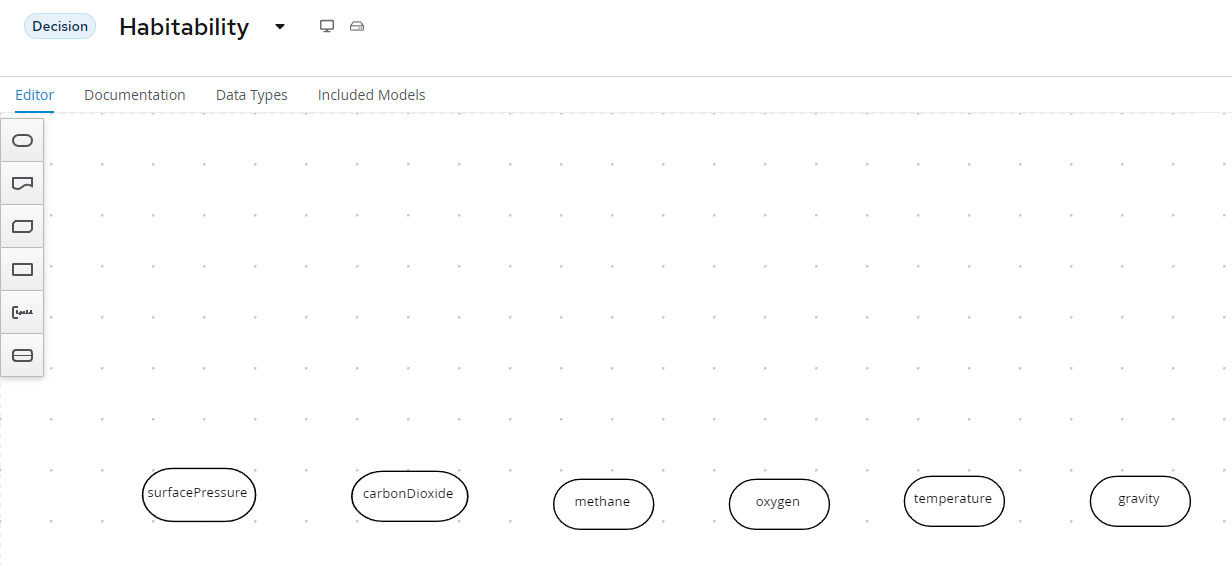 Decision Habitability
Editor Documentation Data Types Included Models
surfacePressure carbonDioxide methane oxygen temperature gravity